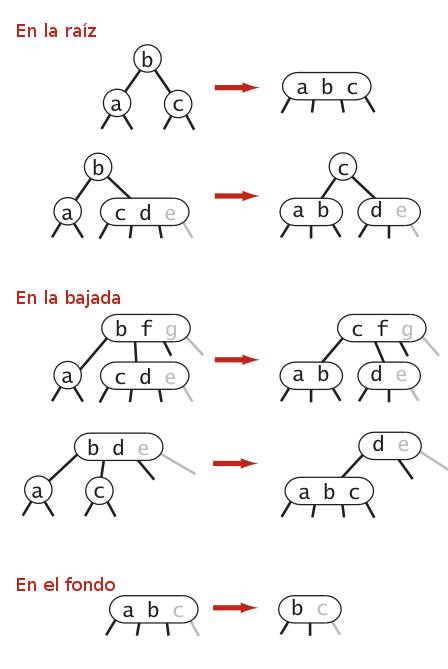 En la raíz
b
a c
a b c
b
a
c d e
c
a b
d e
En la bajada
b f g
a
c d e
c f g
a b
d e
b d e
a
c
d e
a b c
En el fondo
a b c
b c